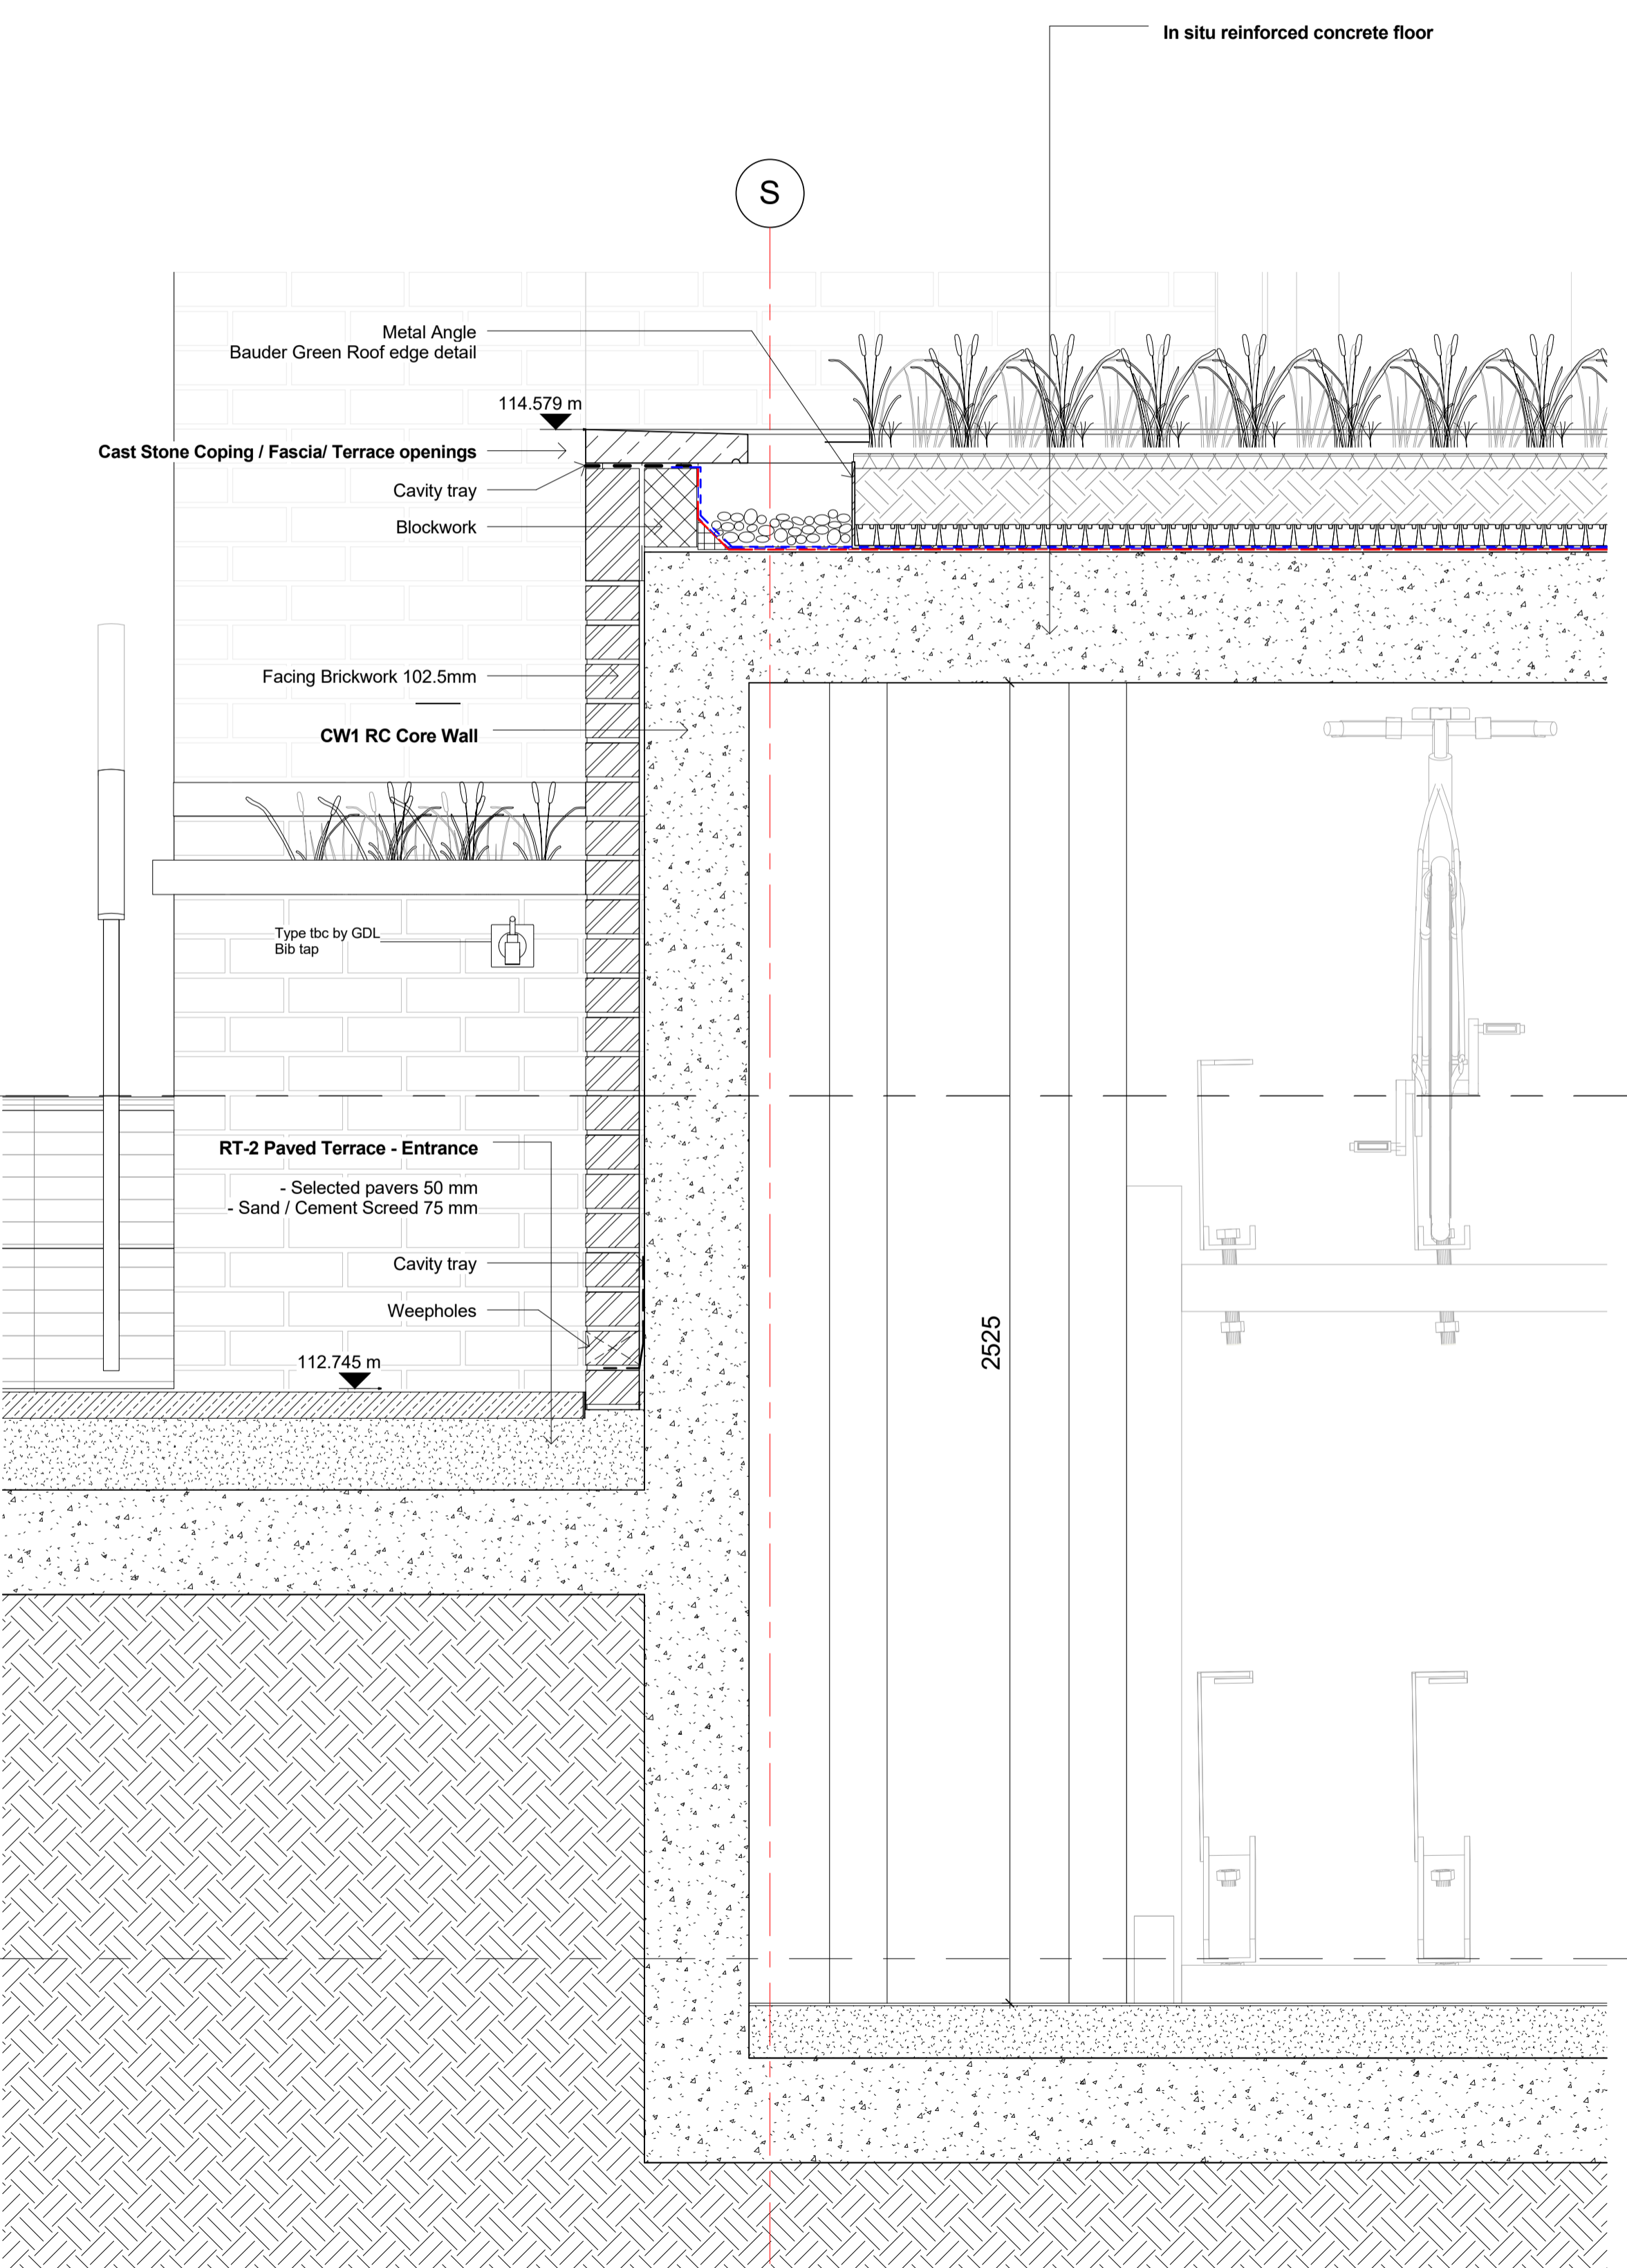 In situ reinforced concrete floor
S
Metal Angle
Bauder Green Roof edge detail
114.579 m
Cast Stone Coping / Fascia/ Terrace openings
Cavity tray
Blockwork
Facing Brickwork 102.5mm
CW1 RC Core Wall
Type tbc by GDL
Bib tap
RT-2 Paved Terrace - Entrance
- Selected pavers 50 mm
- Sand / Cement Screed 75 mm
Cavity tray
Weepholes
112.745 m
2525